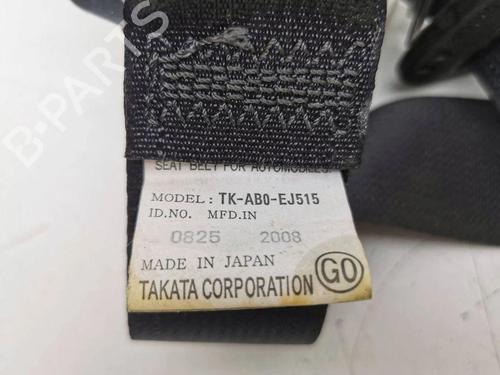 B-PARTS
SEAT BELT FOR AUTOMOBILES
MODEL: TK-AB0-EJ515
ID.NO. MFD.IN
0825 2008
MADE IN JAPAN
GO
TAKATA CORPORATION